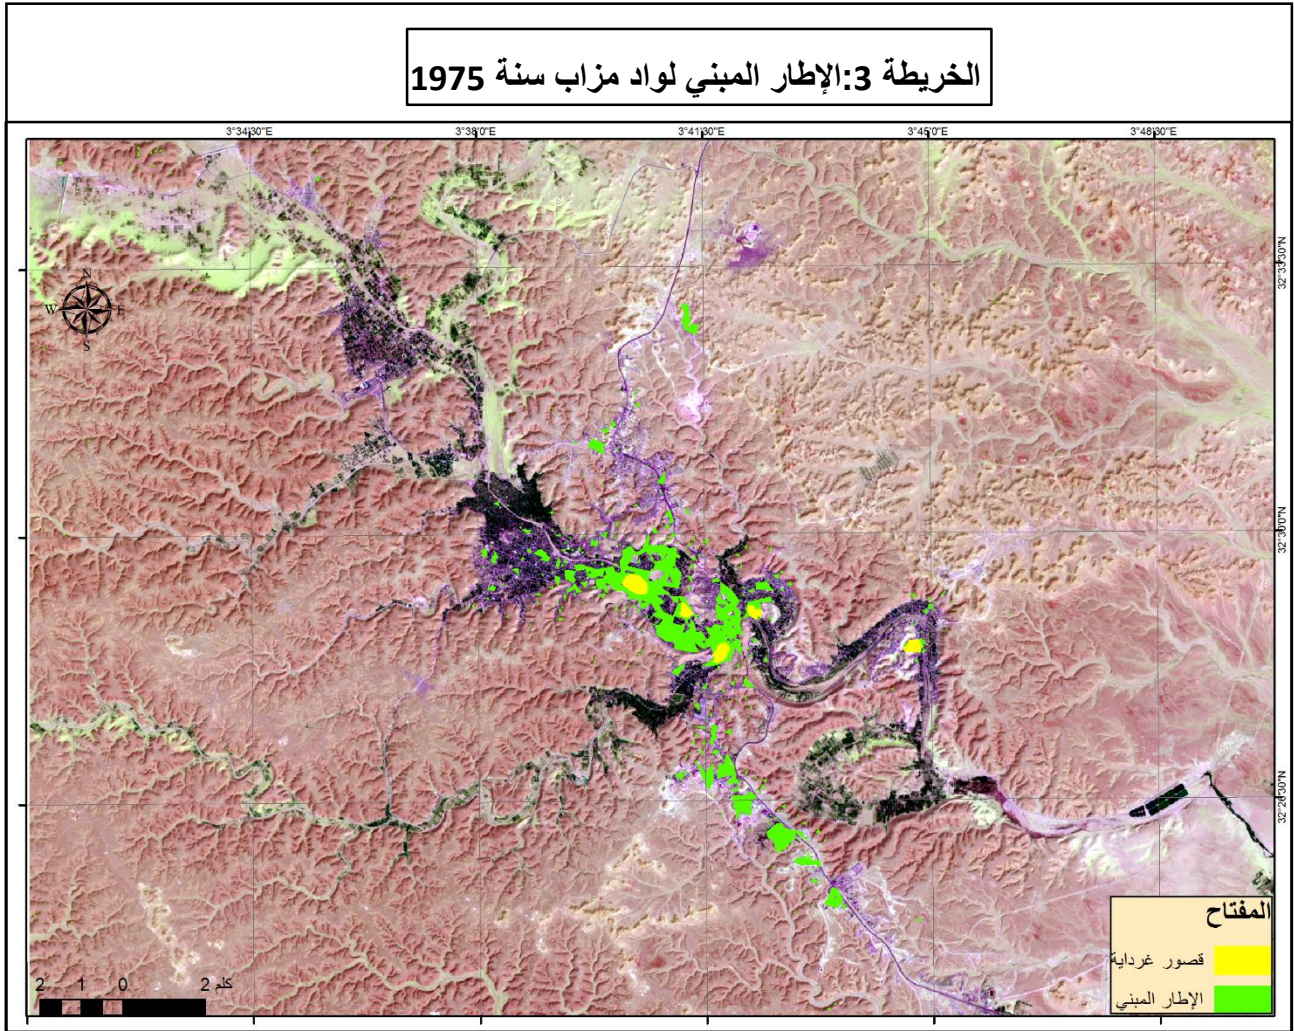 الخريطة 3:الإطار المبني لواد مزاب سنة 1975
3°34'30"E 3°38'0"E 3°41'30"E 3°45'0"E 3°48'30"E
32°33'30"N
N
W E
S
32°30'0"N
32°26'30"N
المفتاح
قصور غرداية
الإطار المبني
2 1 0 2 كلم